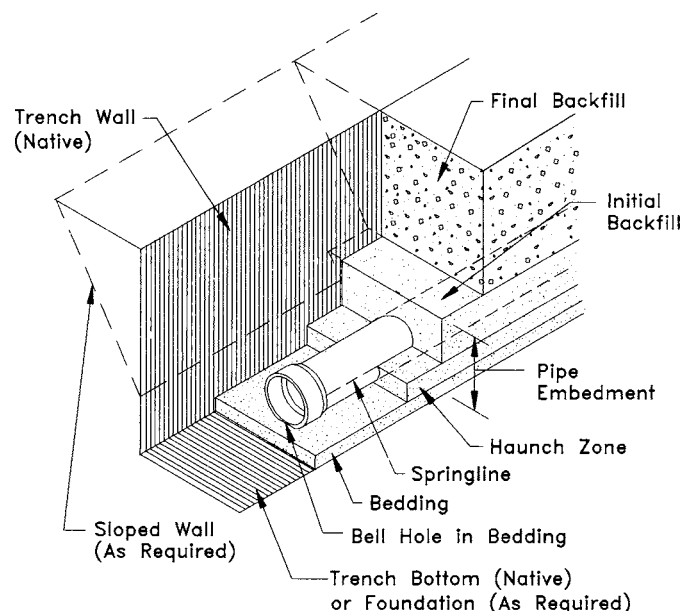 Trench Wall
(Native)
Final Backfill
Initial
Backfill
Pipe
Embedment
Haunch Zone
Springline
Bedding
Sloped Wall
(As Required)
Bell Hole in Bedding
Trench Bottom (Native)
or Foundation (As Required)